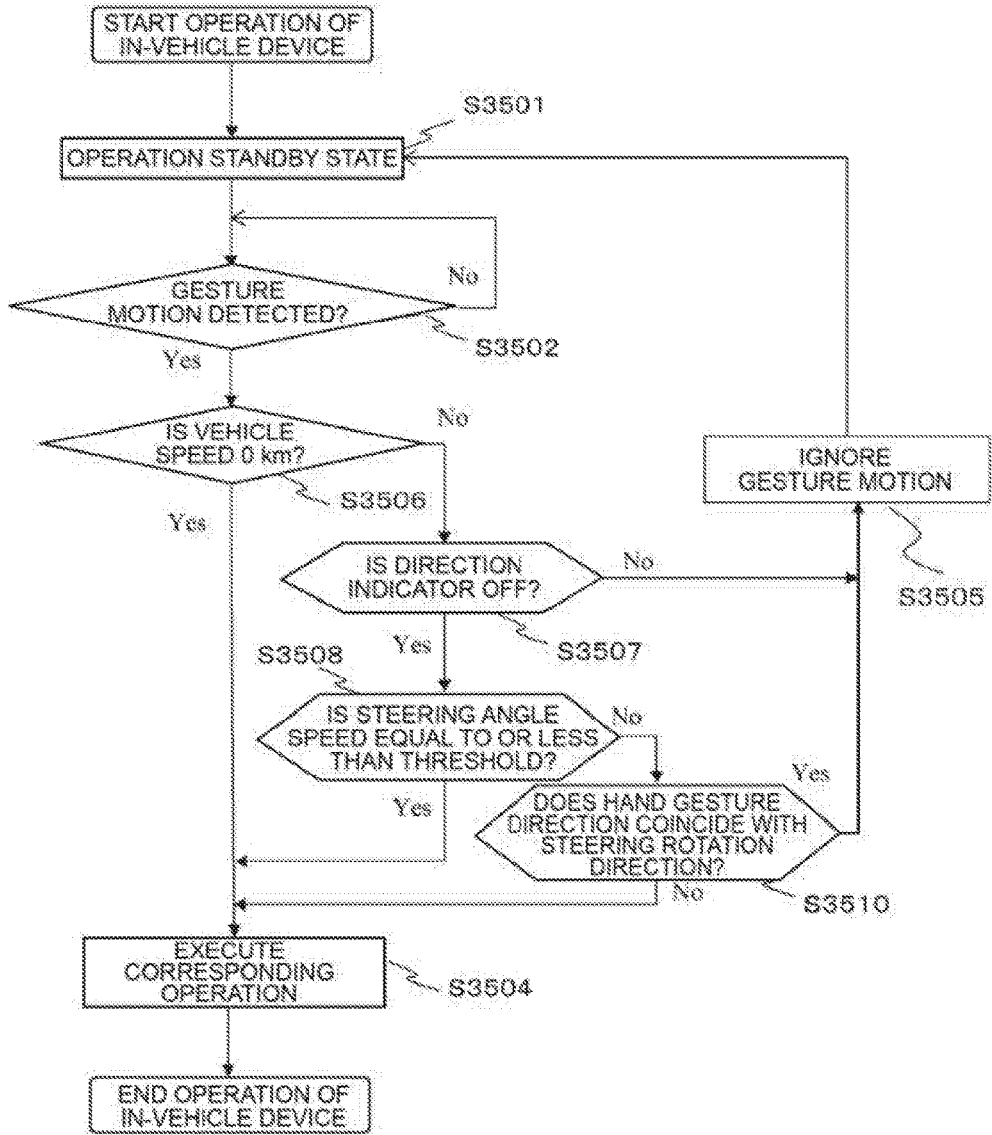 START OPERATION OF
IN-VEHICLE DEVICE
S3501
OPERATION STANDBY STATE
No
GESTURE
MOTION DETECTED?
S3502
Yes
No
IS VEHICLE
SPEED 0 km?
S3506
Yes
IGNORE
GESTURE MOTION
S3505
IS DIRECTION
INDICATOR OFF?
No
S3507
Yes
S3508
IS STEERING ANGLE
SPEED EQUAL TO OR LESS
THAN THRESHOLD?
No
Yes
Yes
DOES HAND GESTURE
DIRECTION COINCIDE WITH
STEERING ROTATION
DIRECTION?
No
S3510
EXECUTE
CORRESPONDING
OPERATION
S3504
END OPERATION OF
IN-VEHICLE DEVICE